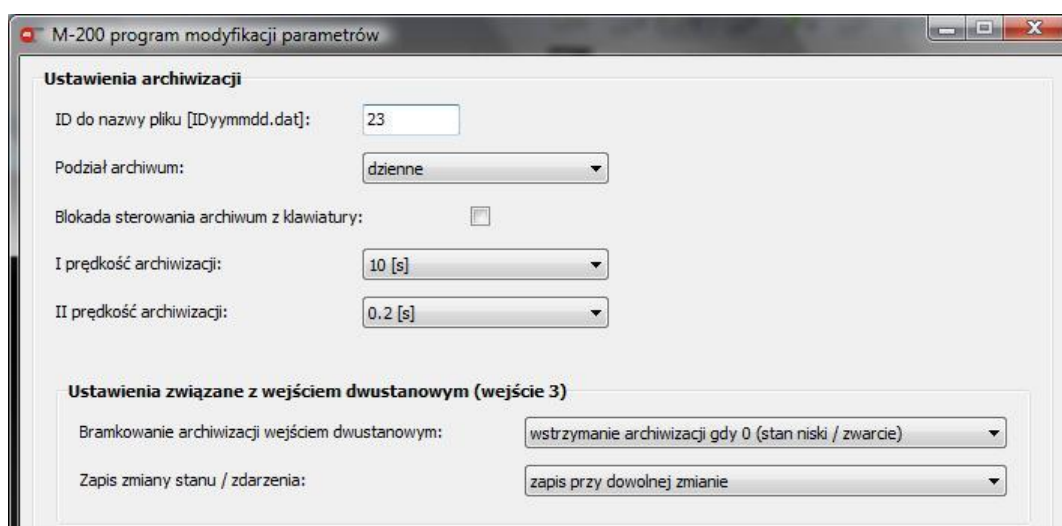 M-200 program modyfikacji parametrów
Ustawienia archiwizacji
ID do nazwy pliku [IDyymmdd.dat]: 23
Podział archiwum: dzienne
Blokada sterowania archiwum z klawiatury:
I prędkość archiwizacji: 10 [s]
II prędkość archiwizacji: 0.2 [s]
Ustawienia związane z wejściem dwustanowym (wejście 3)
Bramkowanie archiwizacji wejściem dwustanowym: wstrzymanie archiwizacji gdy 0 (stan niski / zwarcie)
Zapis zmiany stanu / zdarzenia: zapis przy dowolnej zmianie